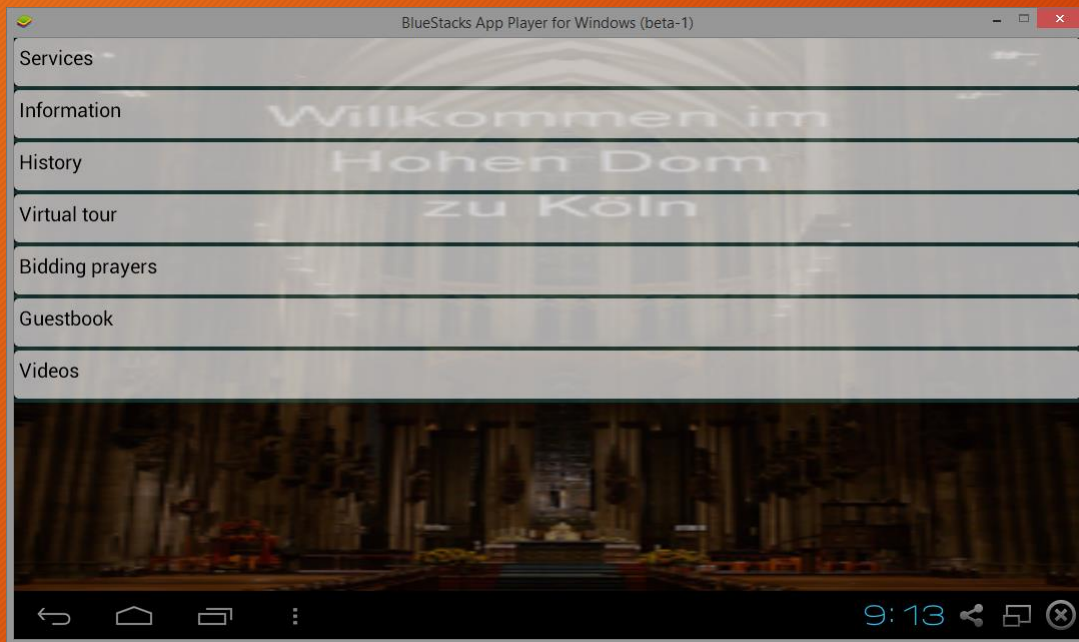 BlueStacks App Player for Windows (beta-1)
Services
Information
Willkommen im
History
Hohen Dom
Virtual tour
zu Köln
Bidding prayers
Guestbook
Videos
9:13